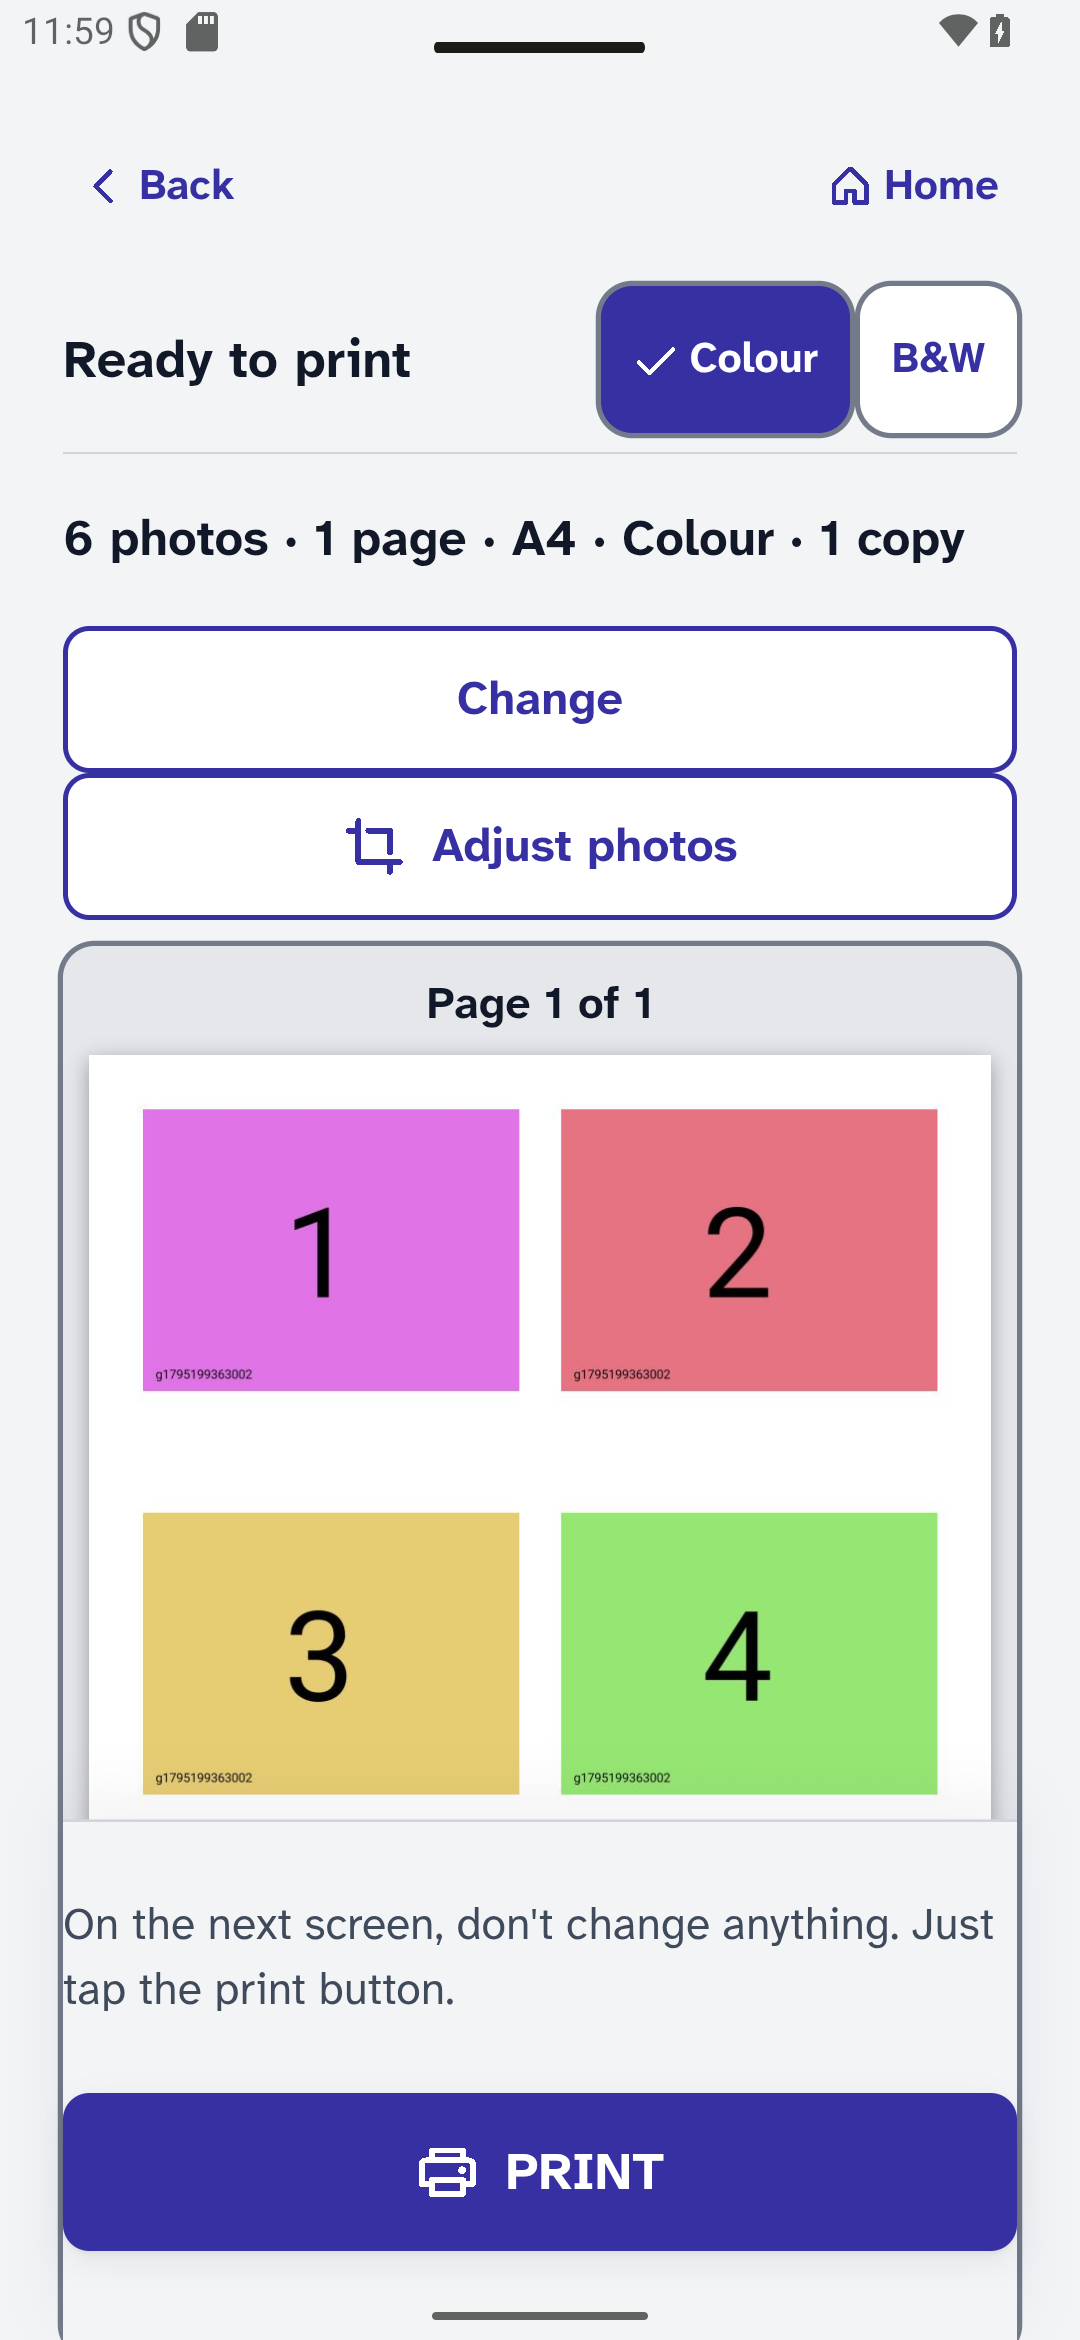 11:59
Back
Home
Ready to print
Colour
B&W
6 photos · 1 page · A4 · Colour · 1 copy
Change
Adjust photos
Page 1 of 1
1
2
g1795199363002
g1795199363002
3
4
g1795199363002
g1795199363002
On the next screen, don't change anything. Just
tap the print button.
PRINT